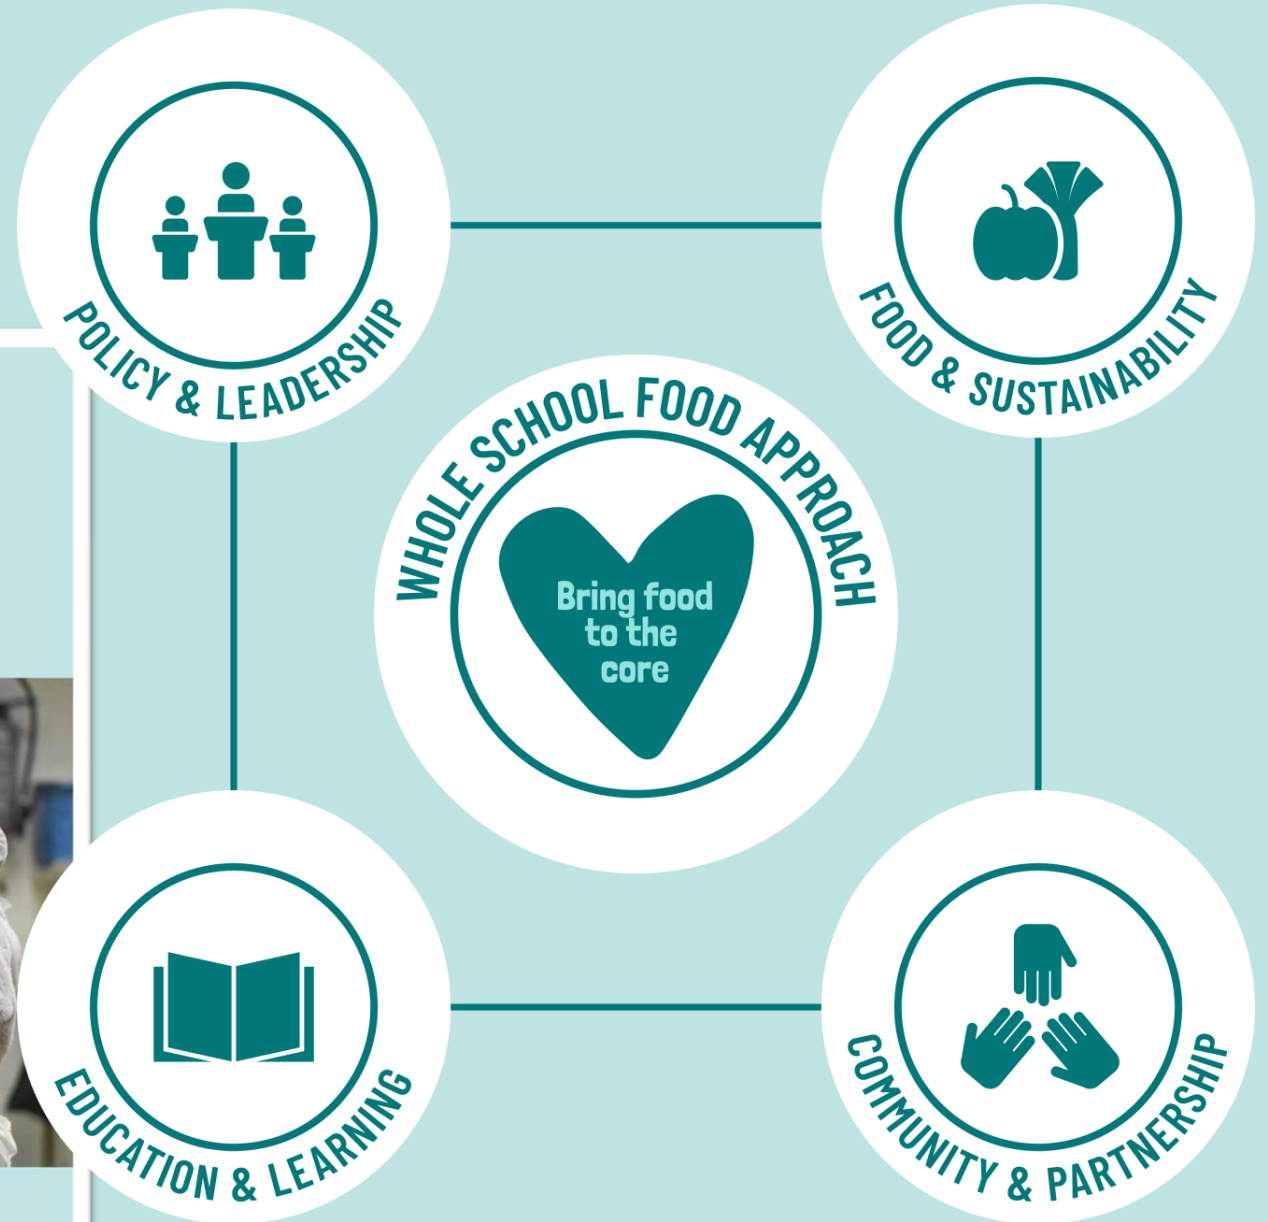 POLICY & LEADERSHIP
FOOD & SUSTAINABILITY
WHOLE SCHOOL FOOD APPROACH
Bring food
to the
core
EDUCATION & LEARNING
COMMUNITY & PARTNERSHIP